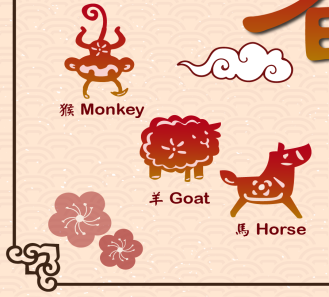 猴 Monkey
羊 Goat
馬 Horse